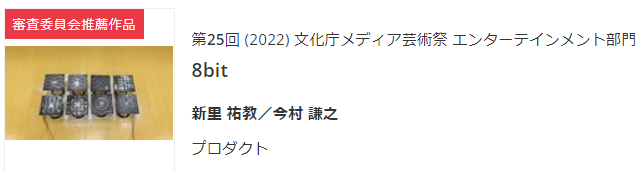 審査委員会推薦作品
第25回 (2022) 文化庁メディア芸術祭 エンターテインメント部門
8bit
新里 祐教／今村 謙之
プロダクト